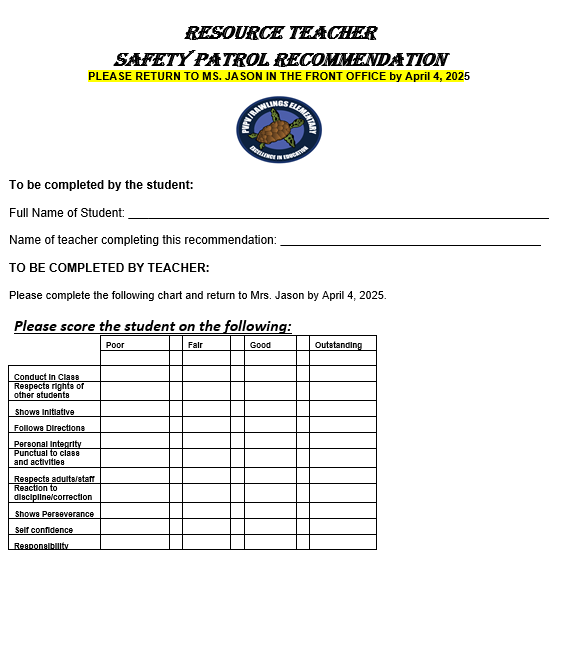 RESOURCE TEACHER
SAFETY PATROL RECOMMENDATION
PLEASE RETURN TO MS. JASON IN THE FRONT OFFICE by April 4, 2025
PVPV/RAWLINGS ELEMENTARY
EXCELLENCE IN EDUCATION
To be completed by the student:
Full Name of Student: ______________________________________________________________
Name of teacher completing this recommendation: ______________________________________
TO BE COMPLETED BY TEACHER:
Please complete the following chart and return to Mrs. Jason by April 4, 2025.
Please score the student on the following:
Poor Fair Good Outstanding
Conduct in Class
Respects rights of
other students
Shows Initiative
Follows Directions
Personal Integrity
Punctual to class
and activities
Respects adults/staff
Reaction to
discipline/correction
Shows Perseverance
Self confidence
Responsibility